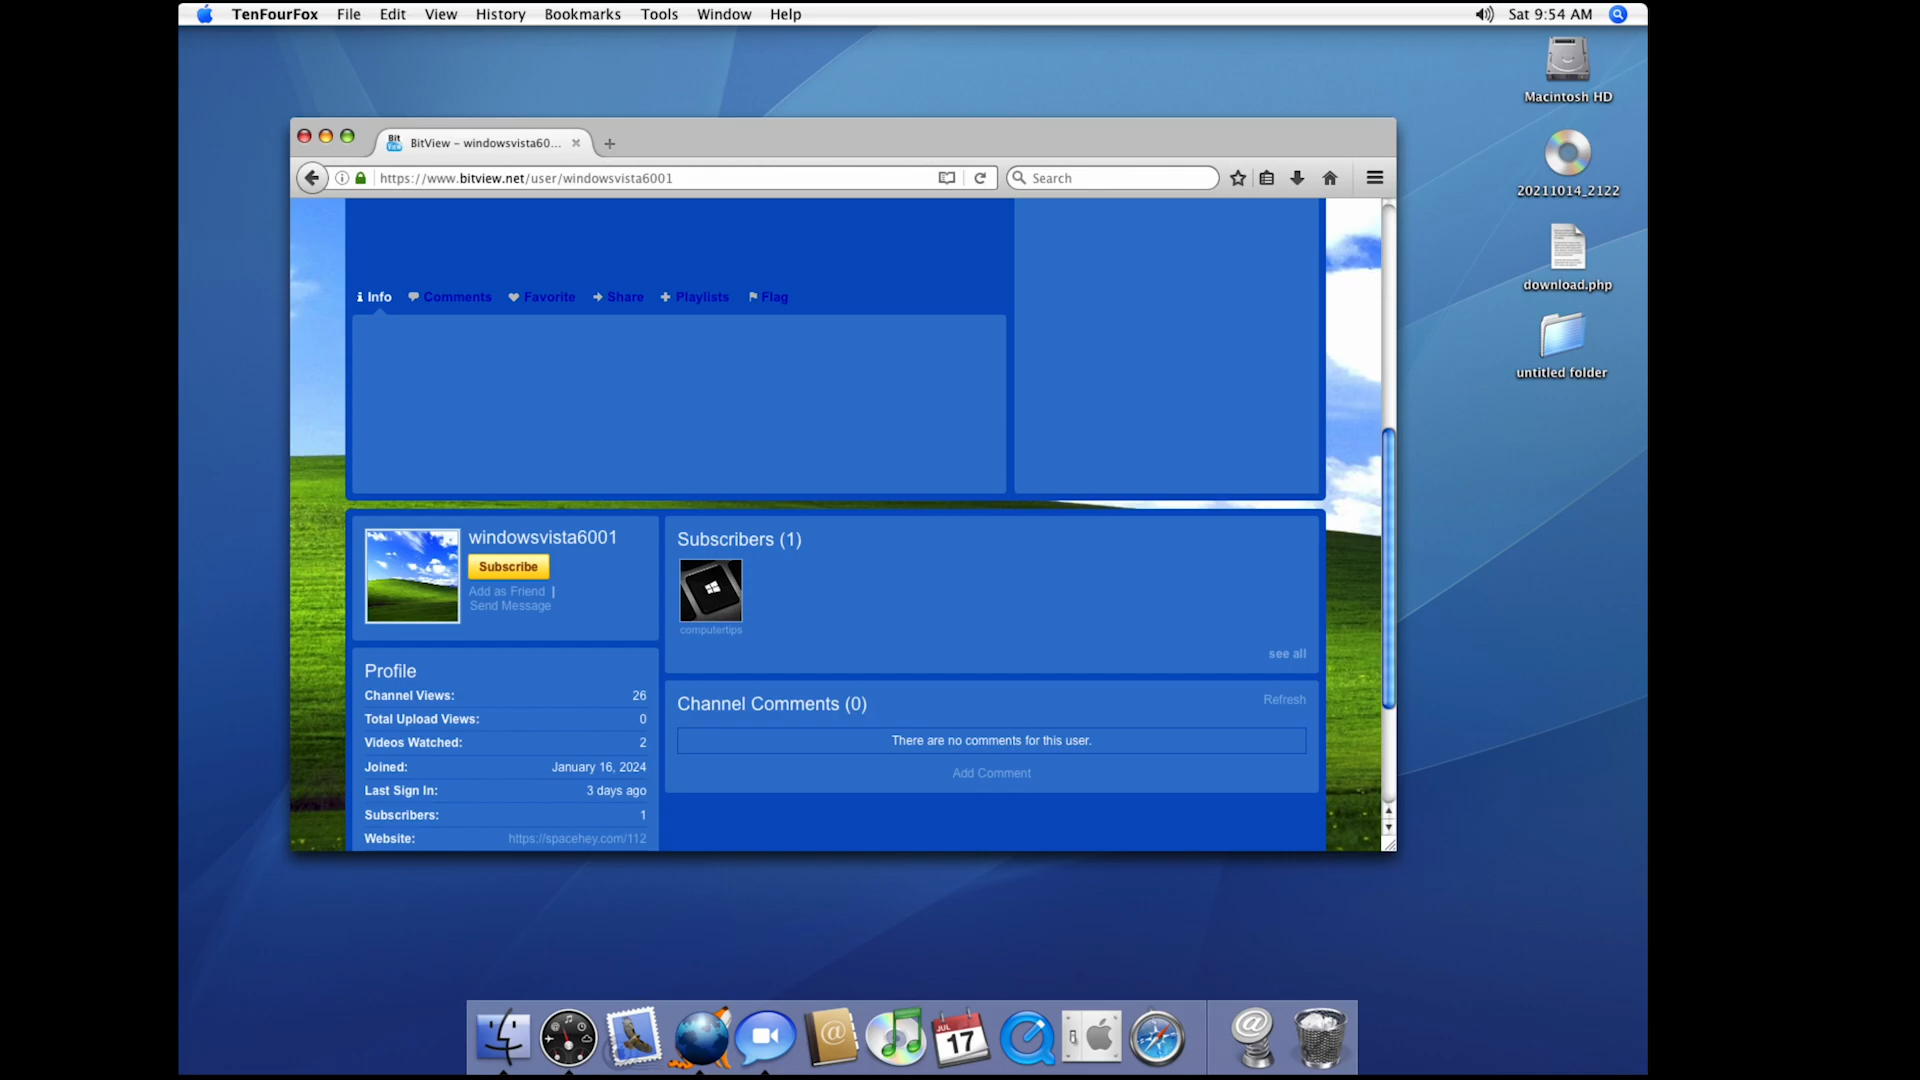 TenFourFox File Edit View History Bookmarks Tools Window Help Sat 9:54 AM
Macintosh HD
20211014_2122
download.php
untitled folder
Bit View BitView – windowsvista60...
https://www.bitview.net/user/windowsvista6001 Search
Info Comments Favorite Share Playlists Flag
windowsvista6001
Subscribe
Add as Friend |
Send Message
Subscribers (1)
computertips
see all
Profile
Channel Views: 26
Total Upload Views: 0
Videos Watched: 2
Joined: January 16, 2024
Last Sign In: 3 days ago
Subscribers: 1
Website: https://spacehey.com/112
Channel Comments (0) Refresh
There are no comments for this user.
Add Comment
JUL
17